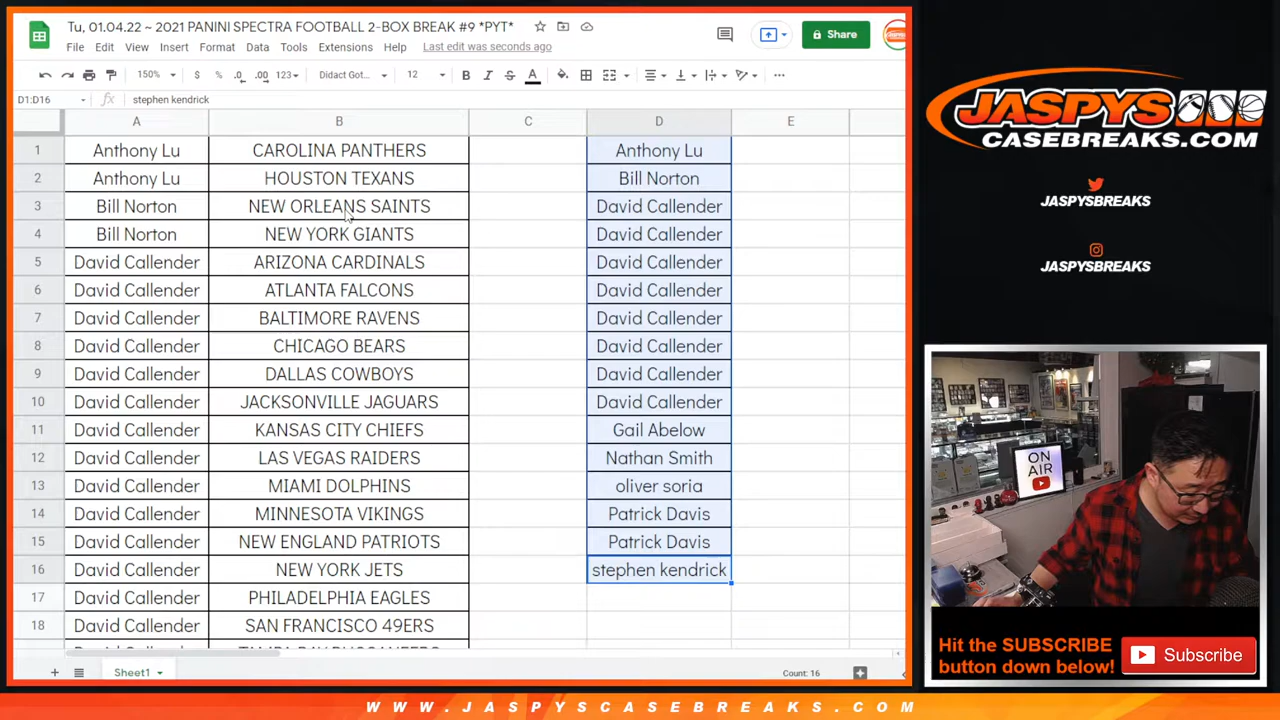 Tu, 01.04.22 ~ 2021 PANINI SPECTRA FOOTBALL 2-BOX BREAK #9 *PYT*
File Edit View Insert Format Data Tools Extensions Help Last edit was seconds ago
Share
150% $ % .0 .00 123 Didact Got... 12 B I S A
D1:D16 fx stephen kendrick
A B C D E
1 Anthony Lu CAROLINA PANTHERS Anthony Lu
2 Anthony Lu HOUSTON TEXANS Bill Norton
3 Bill Norton NEW ORLEANS SAINTS David Callender
4 Bill Norton NEW YORK GIANTS David Callender
5 David Callender ARIZONA CARDINALS David Callender
6 David Callender ATLANTA FALCONS David Callender
7 David Callender BALTIMORE RAVENS David Callender
8 David Callender CHICAGO BEARS David Callender
9 David Callender DALLAS COWBOYS David Callender
10 David Callender JACKSONVILLE JAGUARS David Callender
11 David Callender KANSAS CITY CHIEFS Gail Abelow
12 David Callender LAS VEGAS RAIDERS Nathan Smith
13 David Callender MIAMI DOLPHINS oliver soria
14 David Callender MINNESOTA VIKINGS Patrick Davis
15 David Callender NEW ENGLAND PATRIOTS Patrick Davis
16 David Callender NEW YORK JETS stephen kendrick
17 David Callender PHILADELPHIA EAGLES
18 David Callender SAN FRANCISCO 49ERS
David Callender TAMPA BAY BUCCANEERS
Sheet1
Count: 16
JASPYS
CASEBREAKS.COM
JASPYSBREAKS
JASPYSBREAKS
ON
AIR
Hit the SUBSCRIBE
button down below!
Subscribe
WWW.JASPYSCASEBREAKS.COM